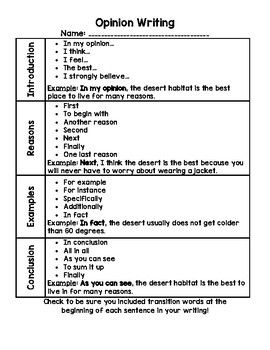 Opinion Writing
Name: ______________________________
Introduction
• In my opinion...
• I think...
• I feel...
• The best...
• I strongly believe...
Example: In my opinion, the desert habitat is the best
place to live for many reasons.
Reasons
• First
• To begin with
• Another reason
• Second
• Next
• Finally
• One last reason
Example: Next, I think the desert is the best because you
will never have to worry about wearing a jacket.
Examples
• For example
• For instance
• Specifically
• Additionally
• In fact
Example: In fact, the desert usually does not get colder
than 60 degrees.
Conclusion
• In conclusion
• All in all
• As you can see
• To sum it up
• Finally
Example: As you can see, the desert habitat is the best to
live in for many reasons.
Check to be sure you included transition words at the
beginning of each sentence in your writing!